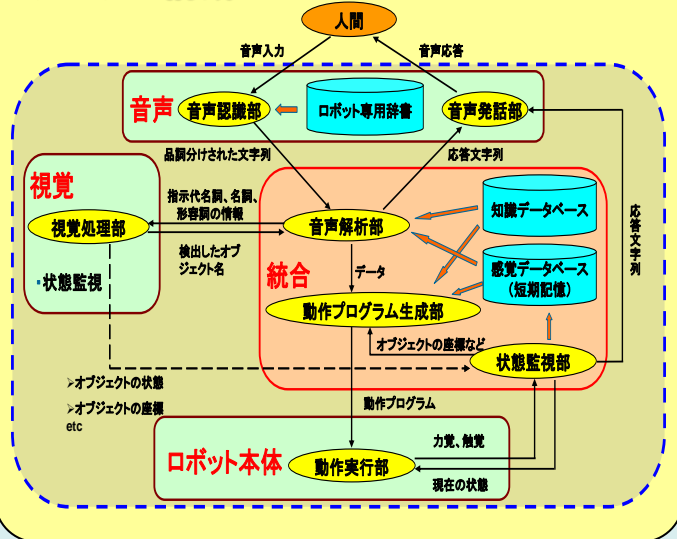 人間
音声入力
音声応答
音声
音声認識部
ロボット専用辞書
音声発話部
品詞分けされた文字列
応答文字列
視覚
指示代名詞、名詞、
形容詞の情報
視覚処理部
検出したオブ
ジェクト名
・状態監視
音声解析部
知識データベース
応答文字列
データ
統合
感覚データベース
(短期記憶)
動作プログラム生成部
オブジェクトの座標など
状態監視部
➢オブジェクトの状態
➢オブジェクトの座標
etc
動作プログラム
ロボット本体
動作実行部
力覚、触覚
現在の状態